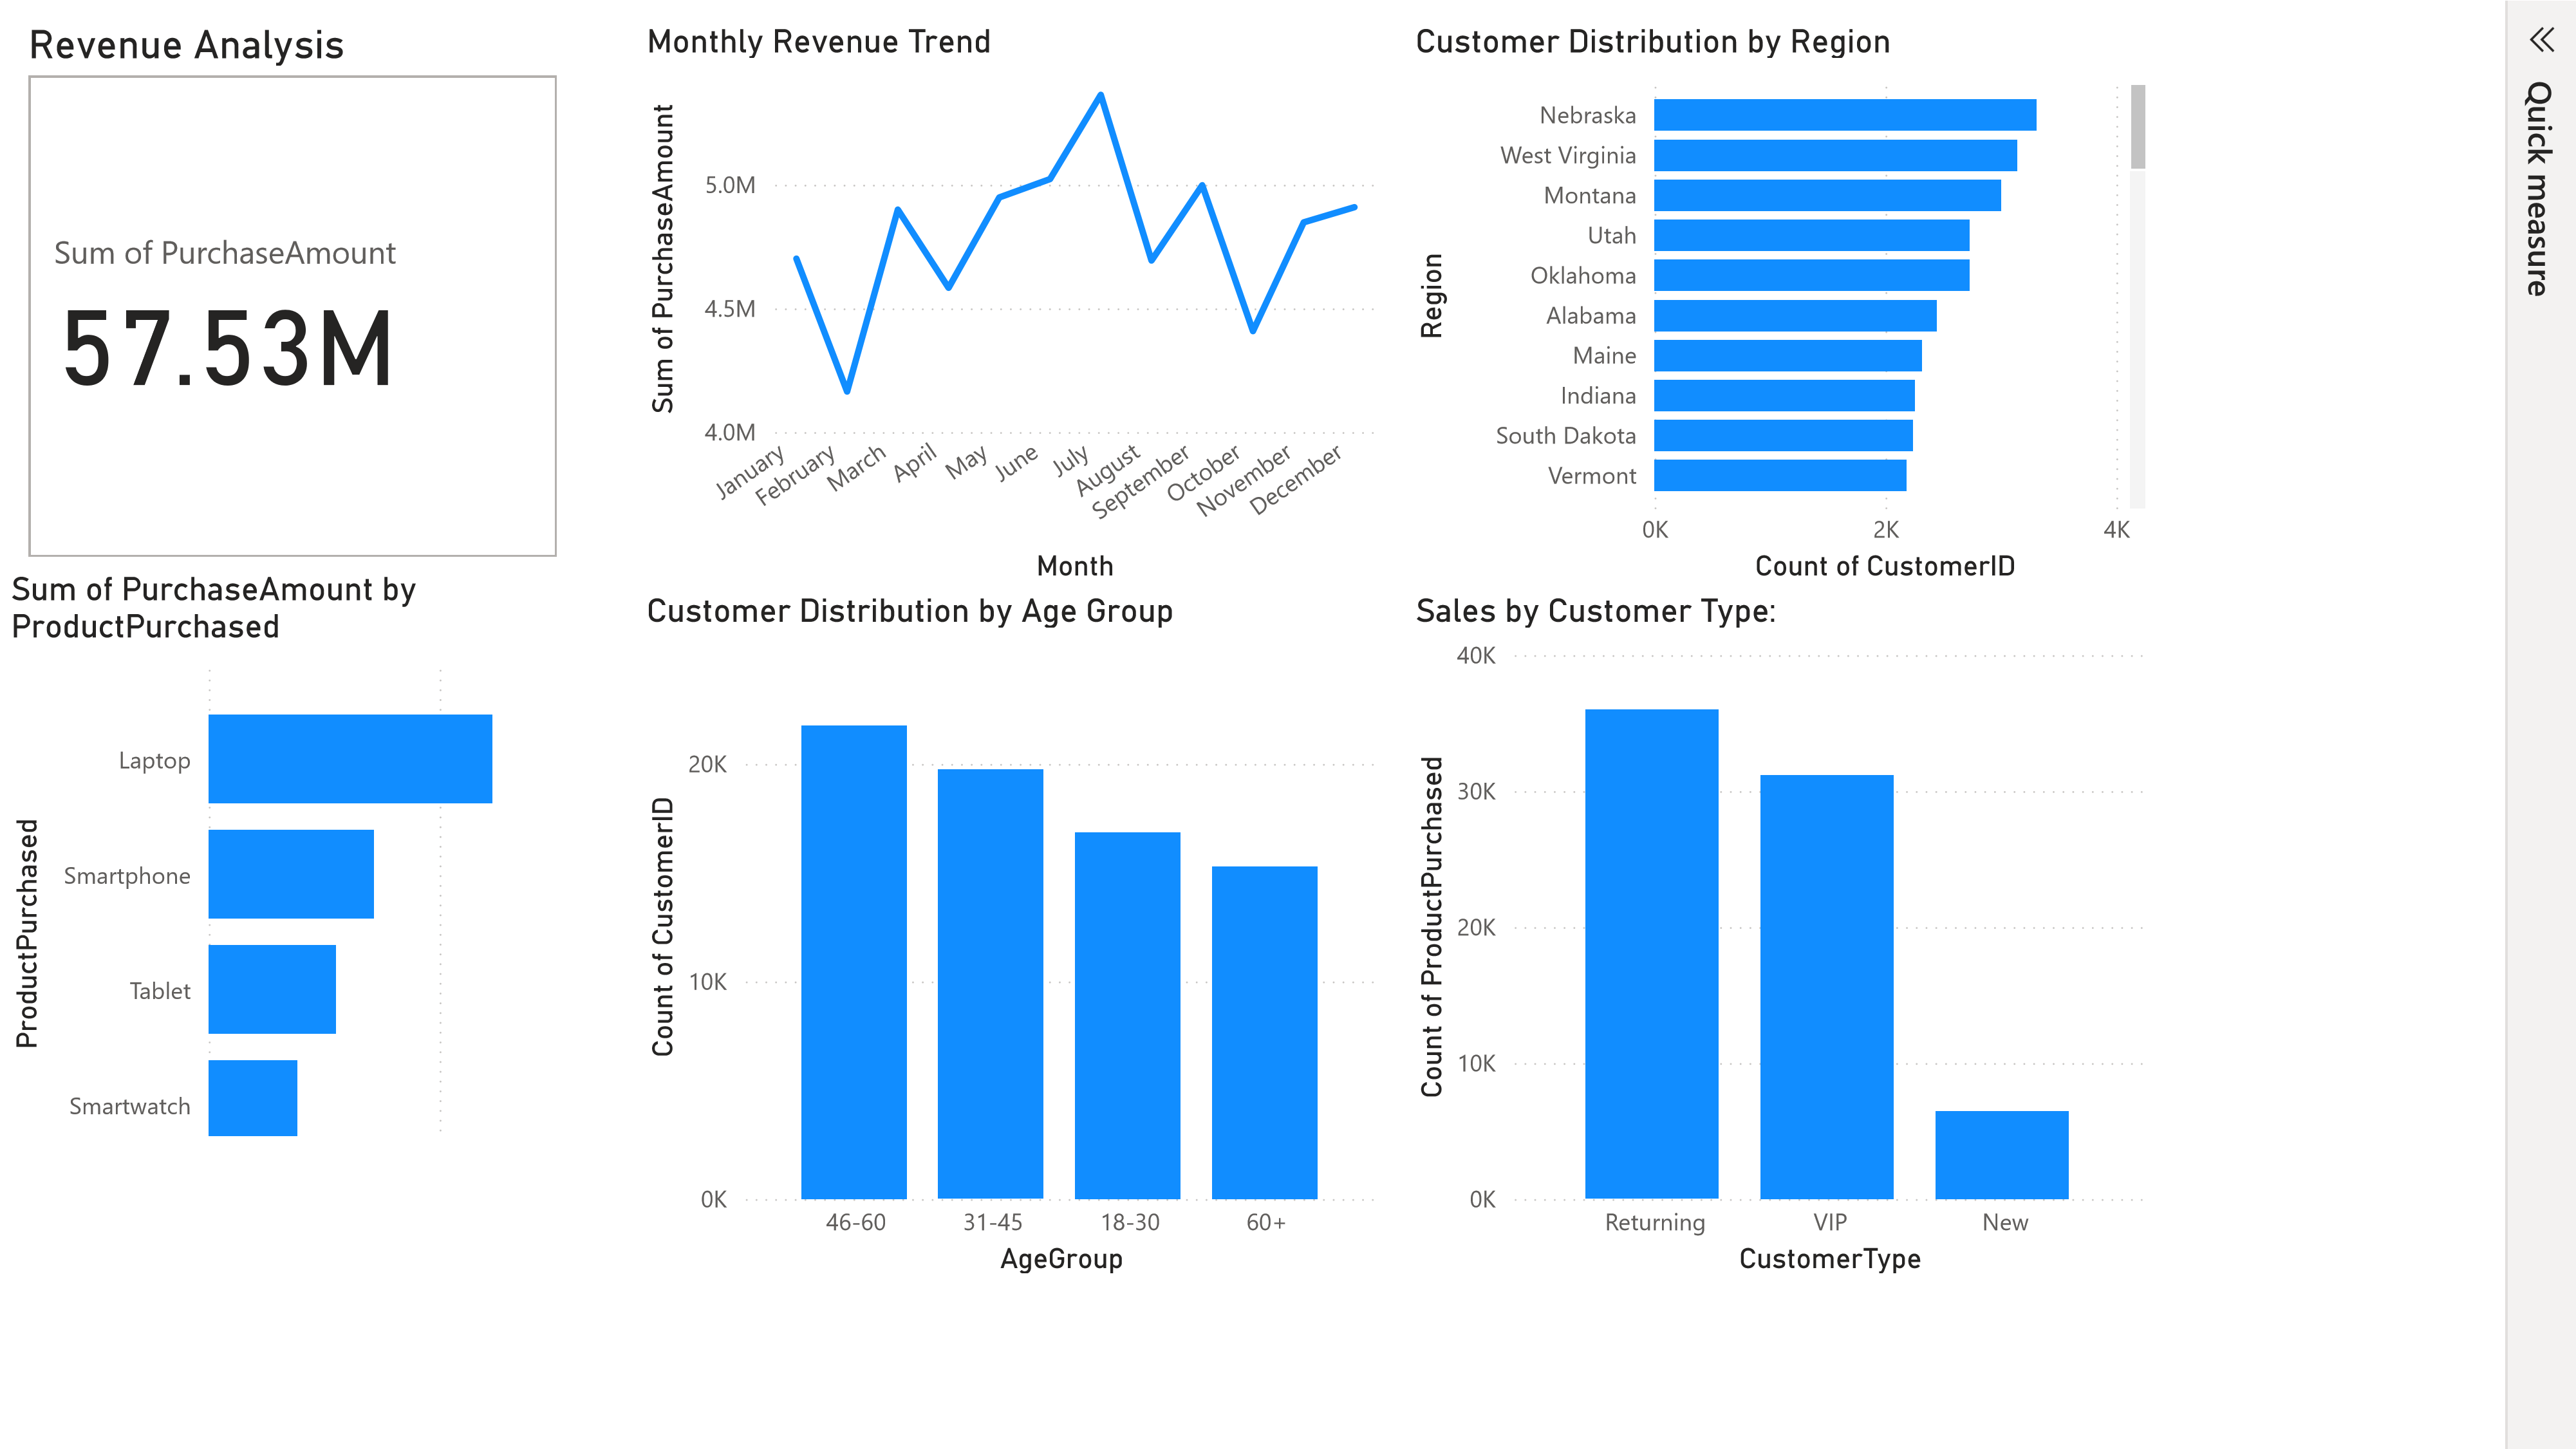 Revenue Analysis
Sum of PurchaseAmount
57.53M
Monthly Revenue Trend
Sum of PurchaseAmount
5.0M
4.5M
4.0M
January
February
March
April
May
June
July
August
September
October
November
December
Month
Customer Distribution by Region
Region
Nebraska
West Virginia
Montana
Utah
Oklahoma
Alabama
Maine
Indiana
South Dakota
Vermont
0K
2K
4K
Count of CustomerID
Quick measure
Sum of PurchaseAmount by
ProductPurchased
ProductPurchased
Laptop
Smartphone
Tablet
Smartwatch
Customer Distribution by Age Group
Count of CustomerID
20K
10K
0K
46-60
31-45
18-30
60+
AgeGroup
Sales by Customer Type:
Count of ProductPurchased
40K
30K
20K
10K
0K
Returning
VIP
New
CustomerType